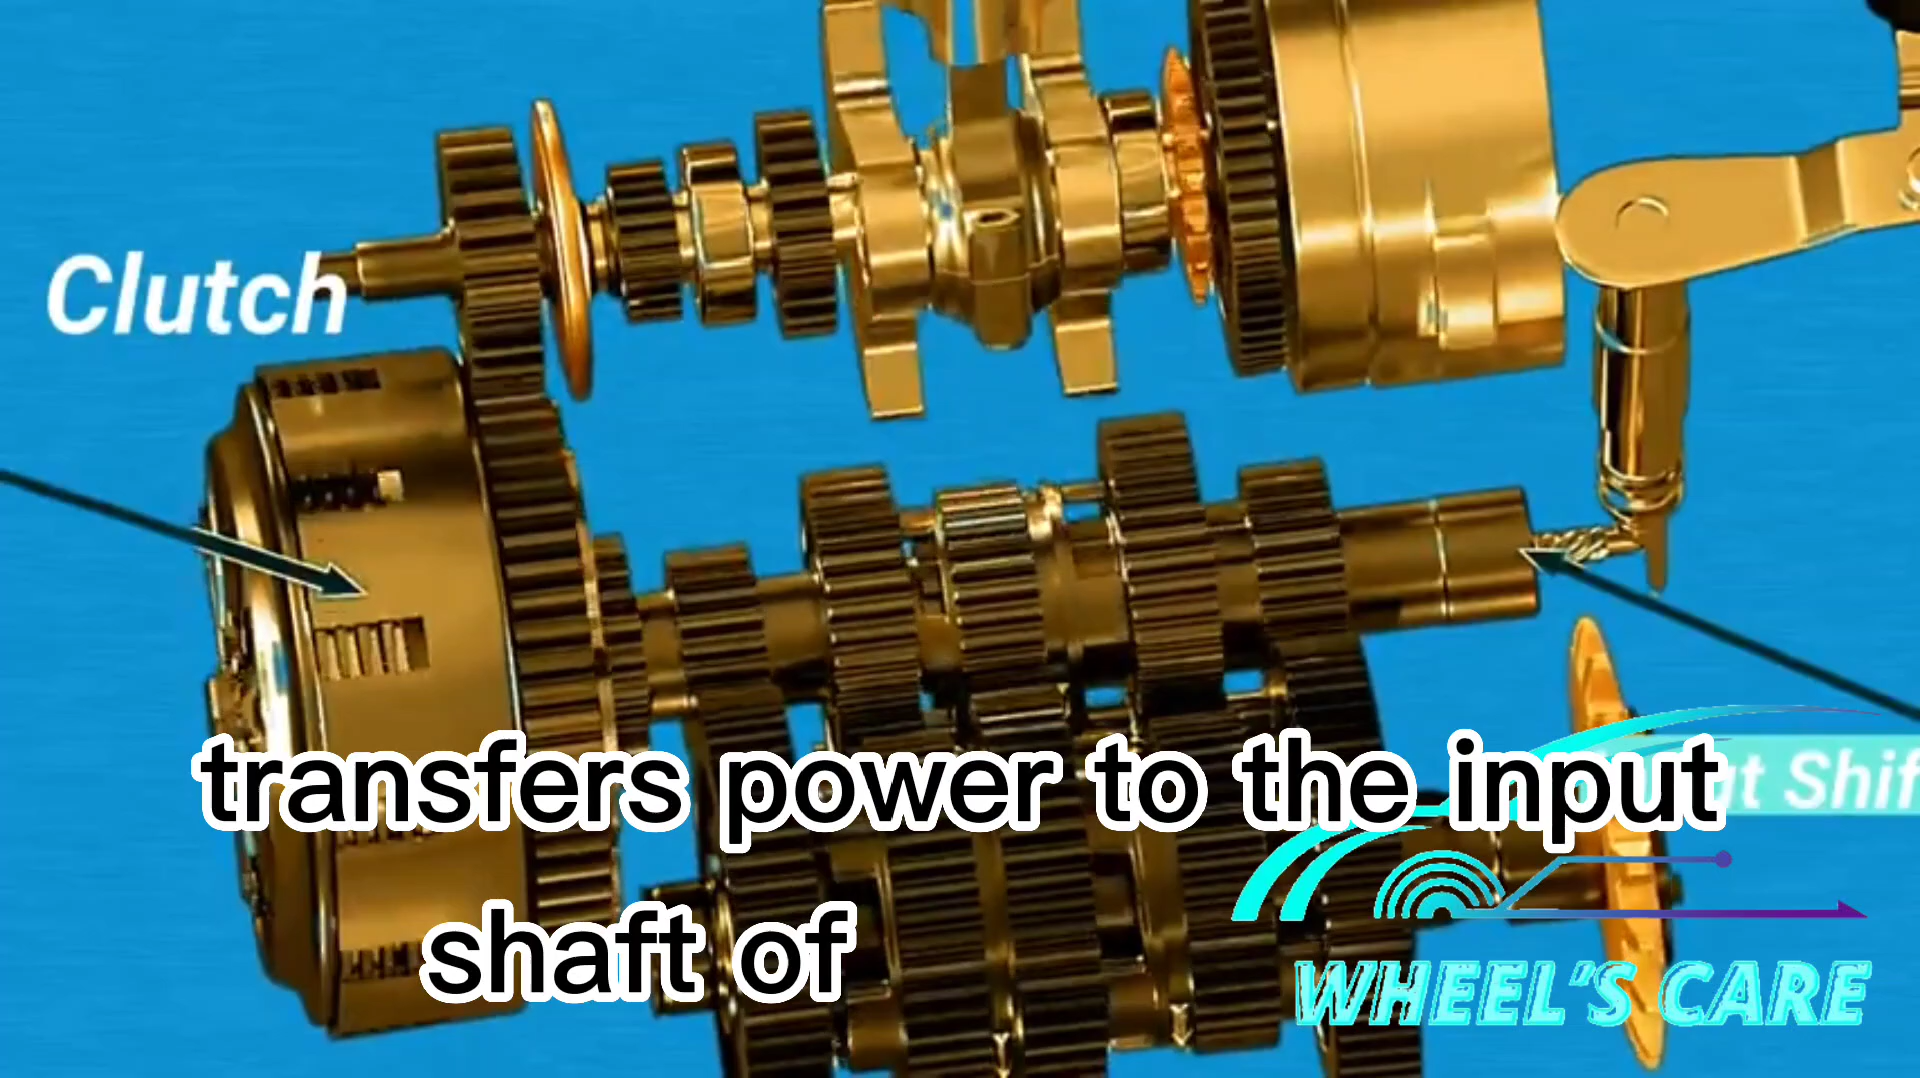 Clutch
transfers power to the input
shaft of
WHEEL'S CARE